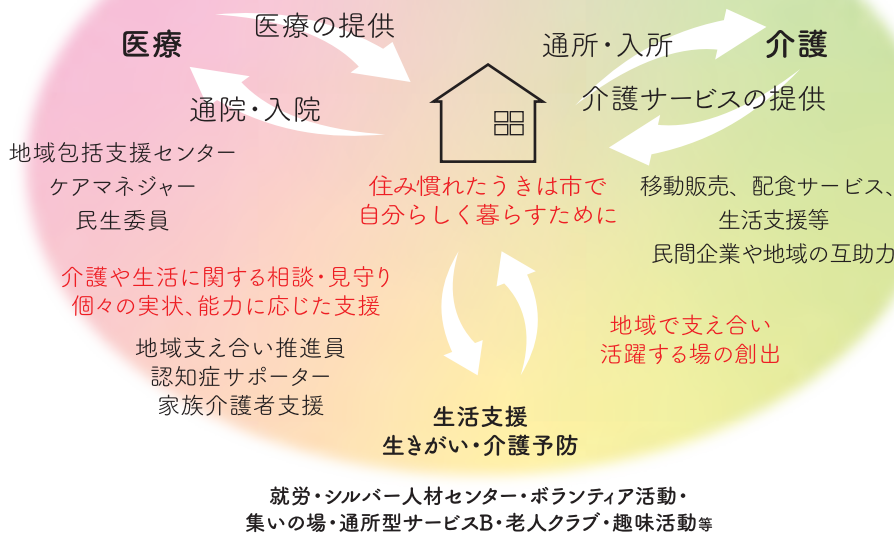 医療
医療の提供
通院・入院
通所・入所
介護
介護サービスの提供
地域包括支援センター
ケアマネジャー
民生委員
住み慣れたうきは市で
自分らしく暮らすために
移動販売、配食サービス、
生活支援等
民間企業や地域の互助力
介護や生活に関する相談・見守り
個々の実状、能力に応じた支援
地域支え合い推進員
認知症サポーター
家族介護者支援
地域で支え合い
活躍する場の創出
生活支援
生きがい・介護予防
就労・シルバー人材センター・ボランティア活動・
集いの場・通所型サービスB・老人クラブ・趣味活動等